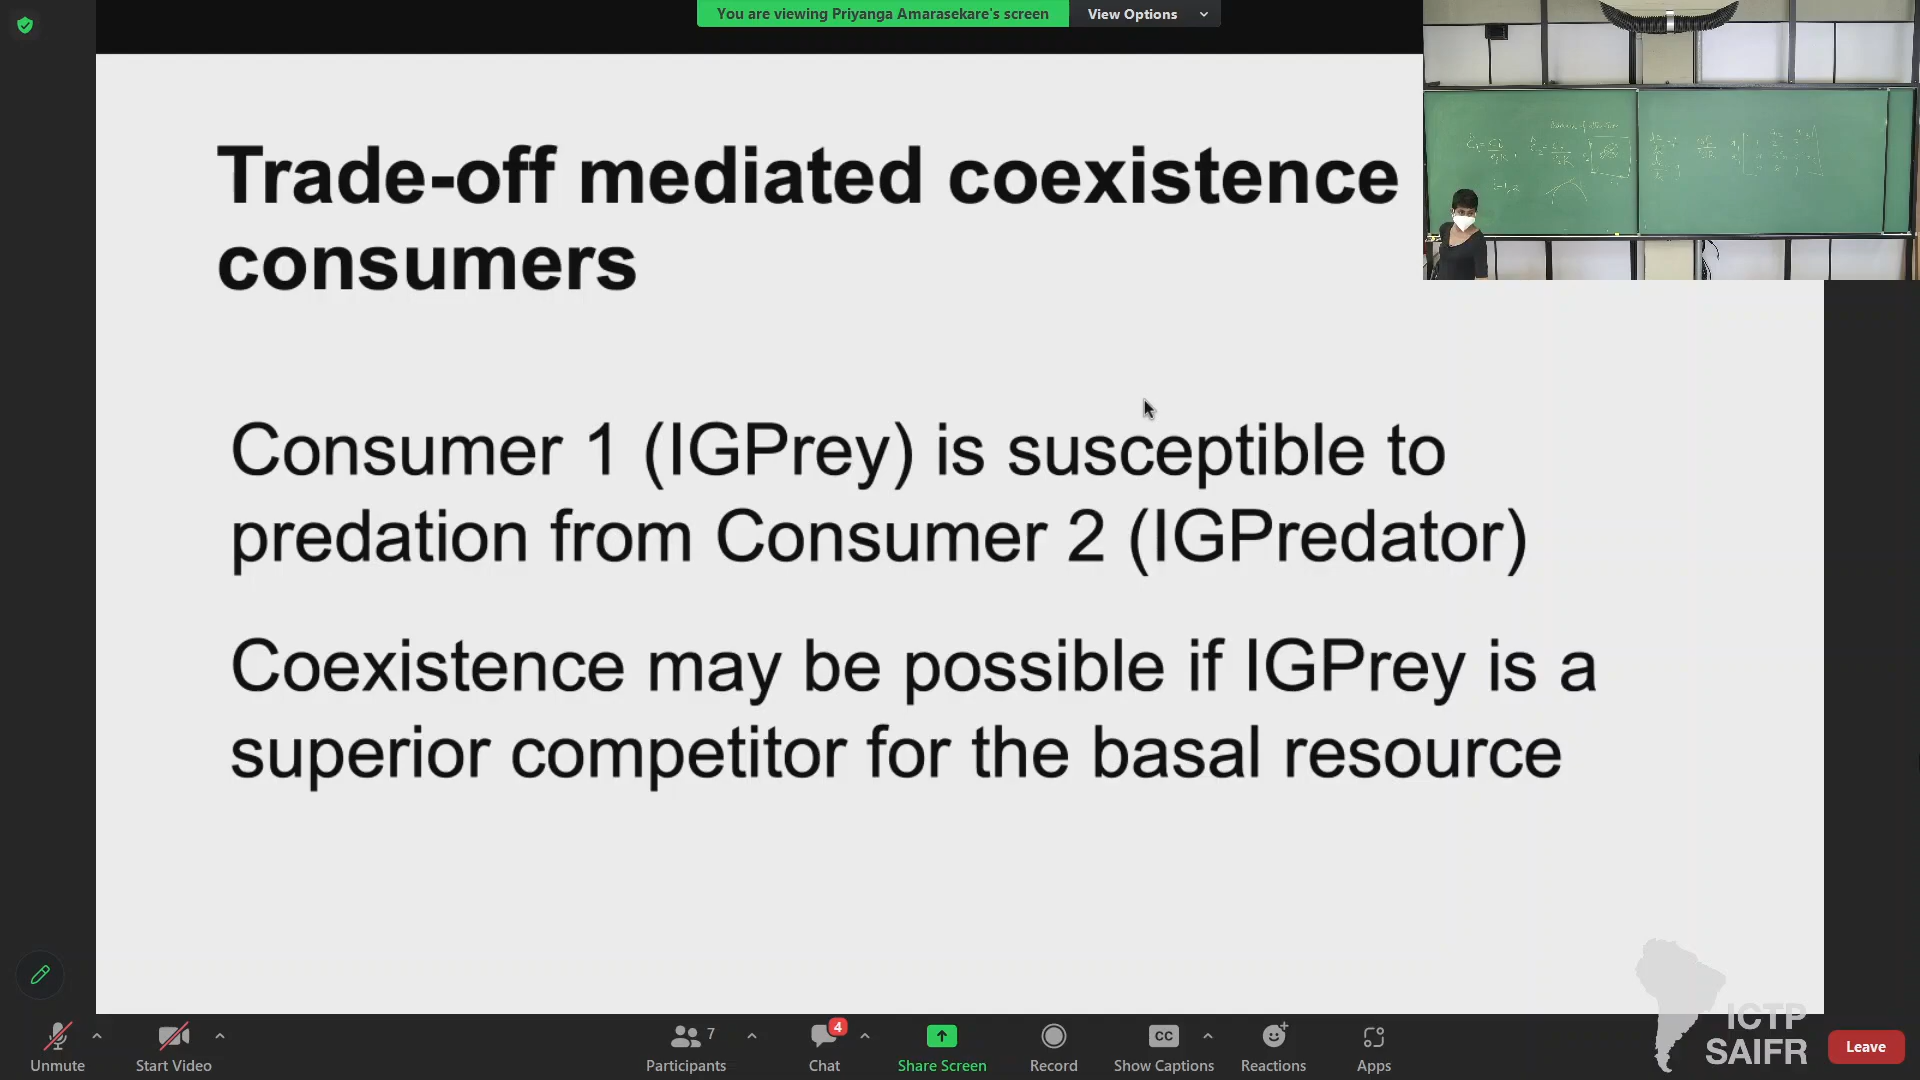 You are viewing Priyanga Amarasekare's screen
View Options
Trade-off mediated coexistence
consumers
Consumer 1 (IGPrey) is susceptible to
predation from Consumer 2 (IGPredator)
Coexistence may be possible if IGPrey is a
superior competitor for the basal resource
ICTP
SAIFR
Unmute
Start Video
Participants
7
Chat
4
Share Screen
Record
CC
Show Captions
Reactions
Apps
Leave